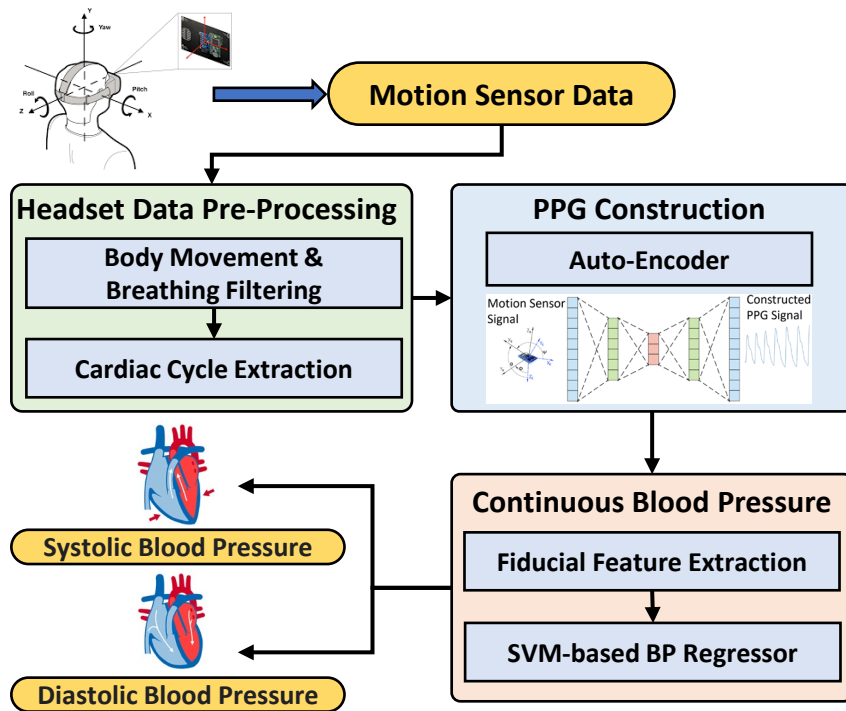 Y
Yaw
Roll
Pitch
Z
X
Motion Sensor Data
Headset Data Pre-Processing
Body Movement &
Breathing Filtering
Cardiac Cycle Extraction
PPG Construction
Auto-Encoder
Motion Sensor
Signal
Constructed
PPG Signal
Continuous Blood Pressure
Fiducial Feature Extraction
SVM-based BP Regressor
Systolic Blood Pressure
Diastolic Blood Pressure